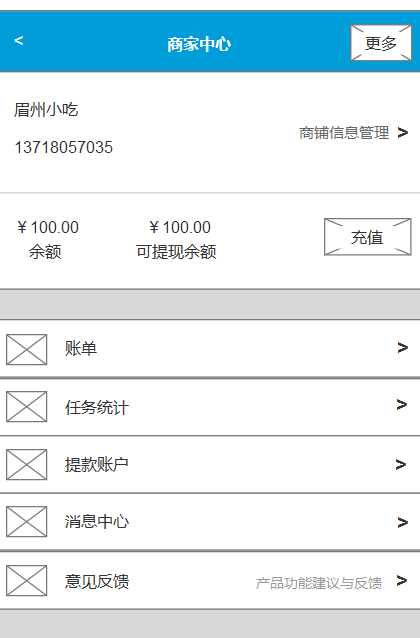 < 商家中心 更多
眉州小吃
商铺信息管理 >
13718057035
￥100.00 ￥100.00
余额 可提现余额 充值
账单 >
任务统计 >
提款账户 >
消息中心 >
意见反馈 产品功能建议与反馈 >